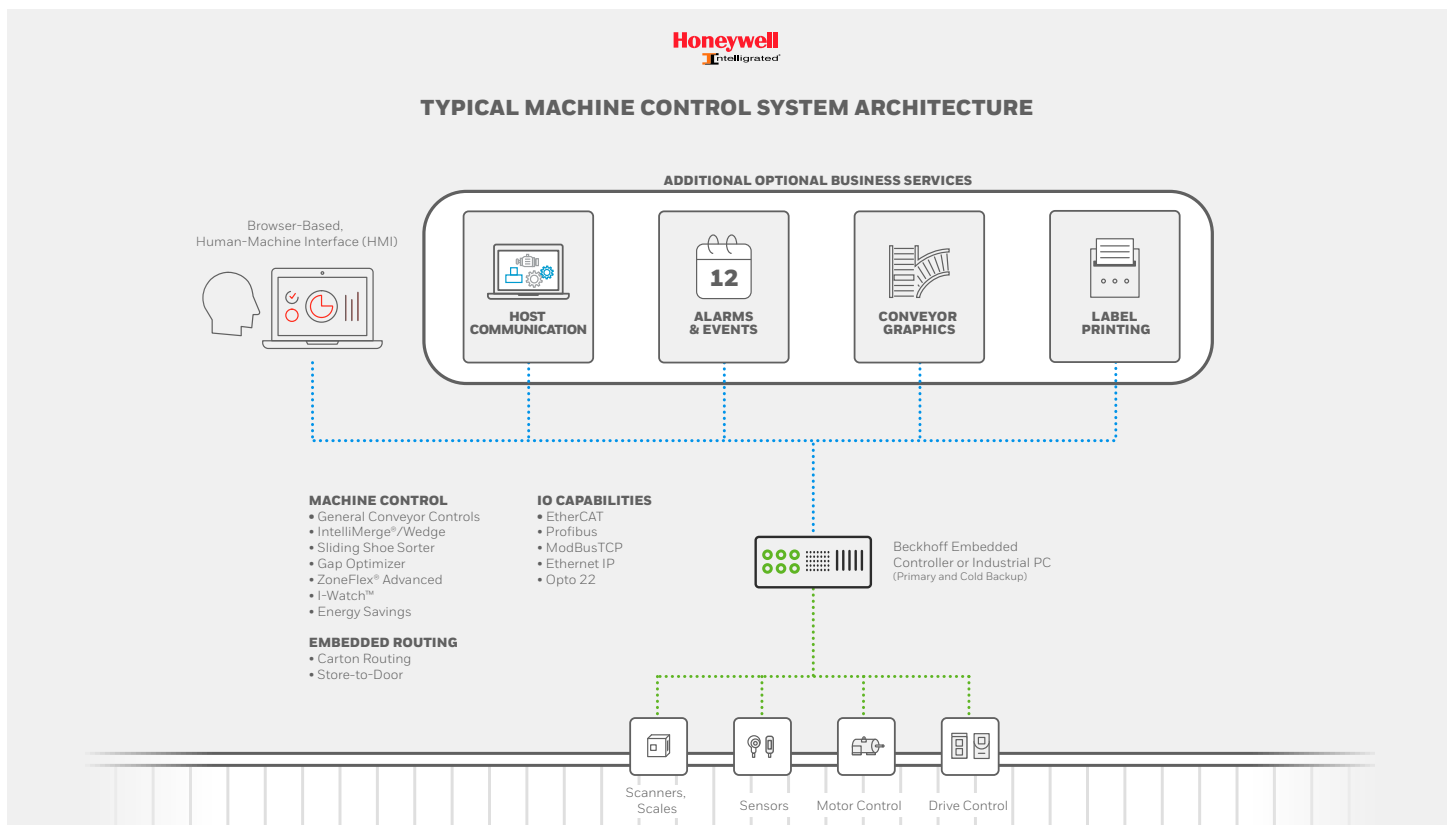 Honeywell
Intelligrated
TYPICAL MACHINE CONTROL SYSTEM ARCHITECTURE
ADDITIONAL OPTIONAL BUSINESS SERVICES
Browser-Based,
Human-Machine Interface (HMI)
HOST
COMMUNICATION
12
ALARMS
& EVENTS
CONVEYOR
GRAPHICS
LABEL
PRINTING
MACHINE CONTROL
• General Conveyor Controls
• IntelliMerge®/Wedge
• Sliding Shoe Sorter
• Gap Optimizer
• ZoneFlex® Advanced
• I-Watch™
• Energy Savings
EMBEDDED ROUTING
• Carton Routing
• Store-to-Door
IO CAPABILITIES
• EtherCAT
• Profibus
• ModBusTCP
• Ethernet IP
• Opto 22
Beckhoff Embedded
Controller or Industrial PC
(Primary and Cold Backup)
Scanners,
Scales
Sensors
Motor Control
Drive Control